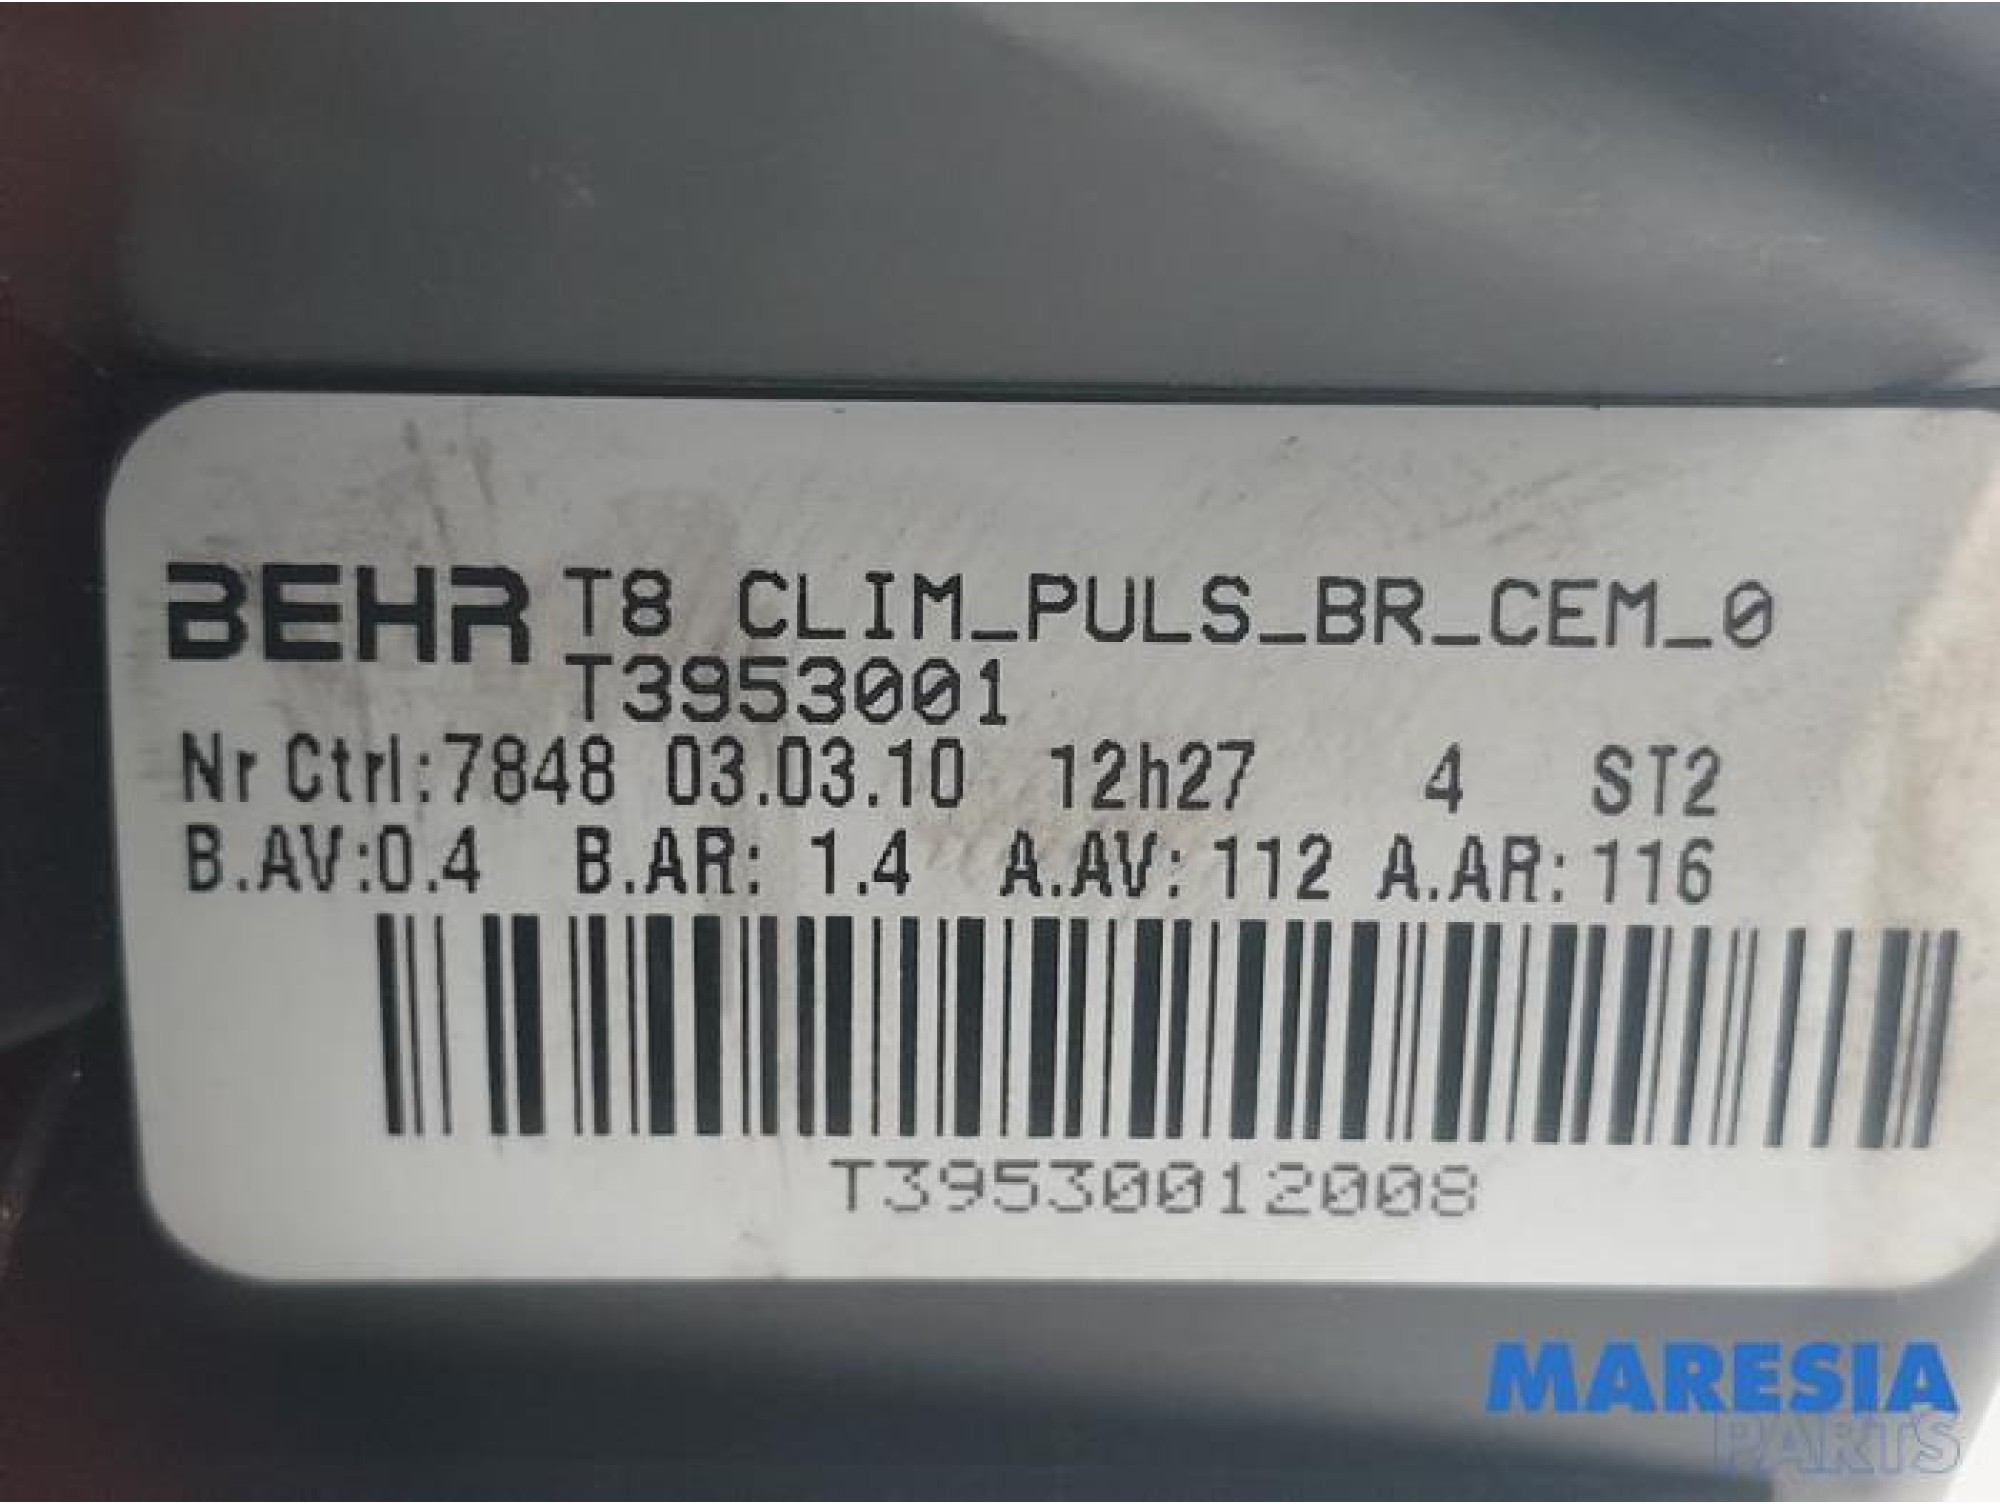 BEHR T8 CLIM_PULS_BR_CEM_0
T3953001
Nr Ctrl:7848 03.03.10 12h27 4 ST2
B.AV:0.4 B.AR: 1.4 A.AV: 112 A.AR: 116
T39530012008
MARESIA
PARTS